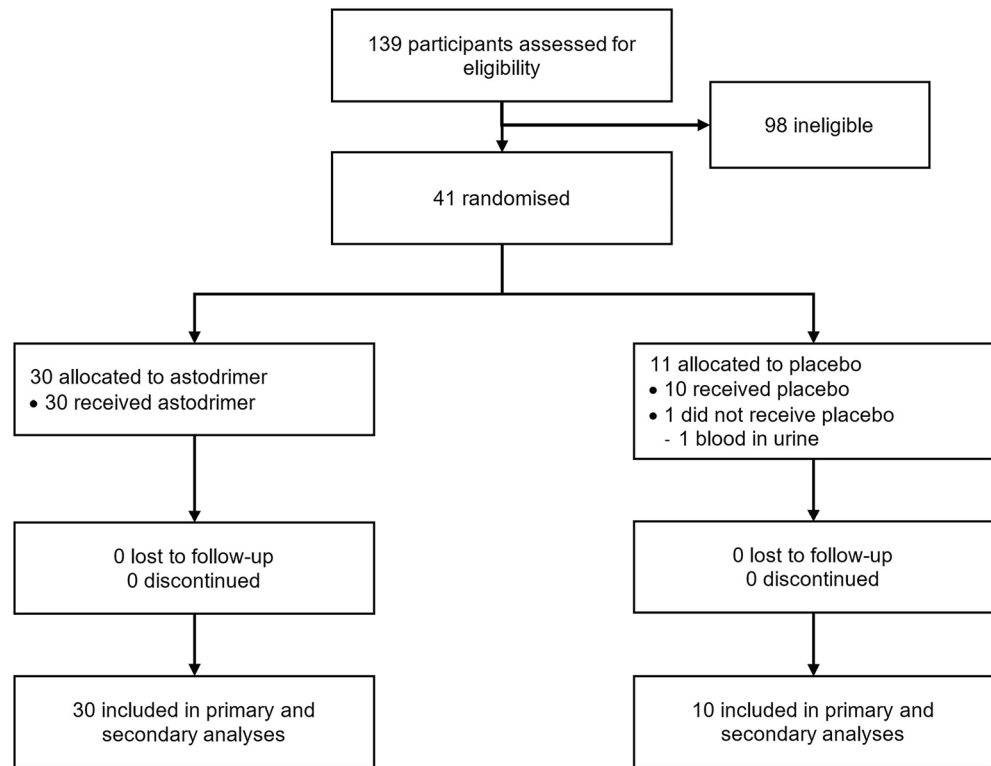 139 participants assessed for
eligibility
98 ineligible
41 randomised
30 allocated to astodrimer
• 30 received astodrimer
11 allocated to placebo
• 10 received placebo
• 1 did not receive placebo
- 1 blood in urine
0 lost to follow-up
0 discontinued
0 lost to follow-up
0 discontinued
30 included in primary and
secondary analyses
10 included in primary and
secondary analyses